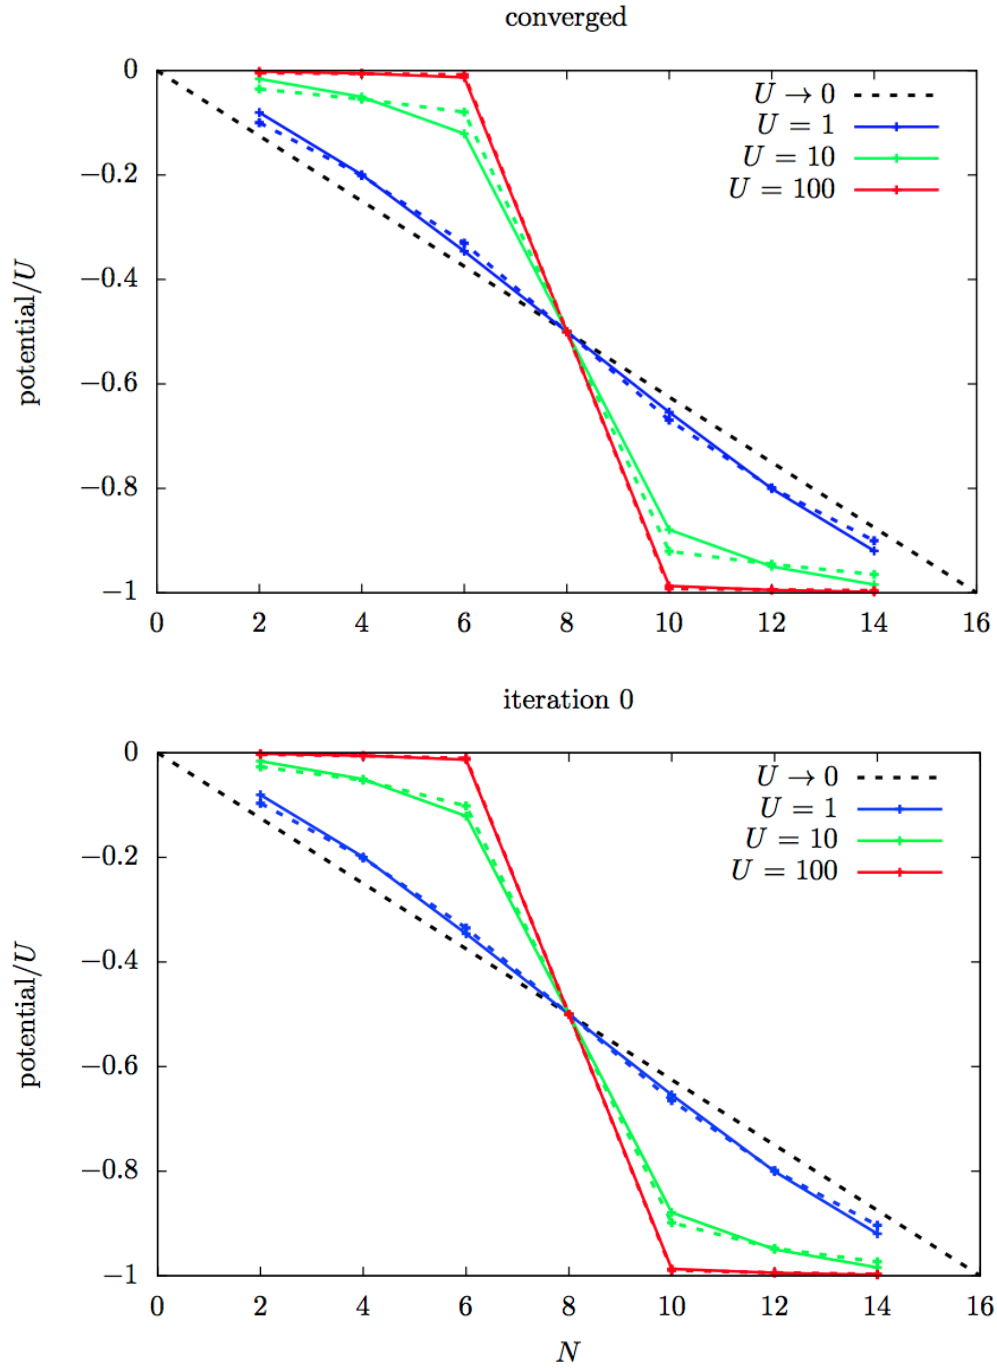 converged
potential/U
0
−0.2
−0.4
−0.6
−0.8
−1
U → 0
U = 1
U = 10
U = 100
0 2 4 6 8 10 12 14 16
iteration 0
potential/U
0
−0.2
−0.4
−0.6
−0.8
−1
U → 0
U = 1
U = 10
U = 100
0 2 4 6 8 10 12 14 16
N